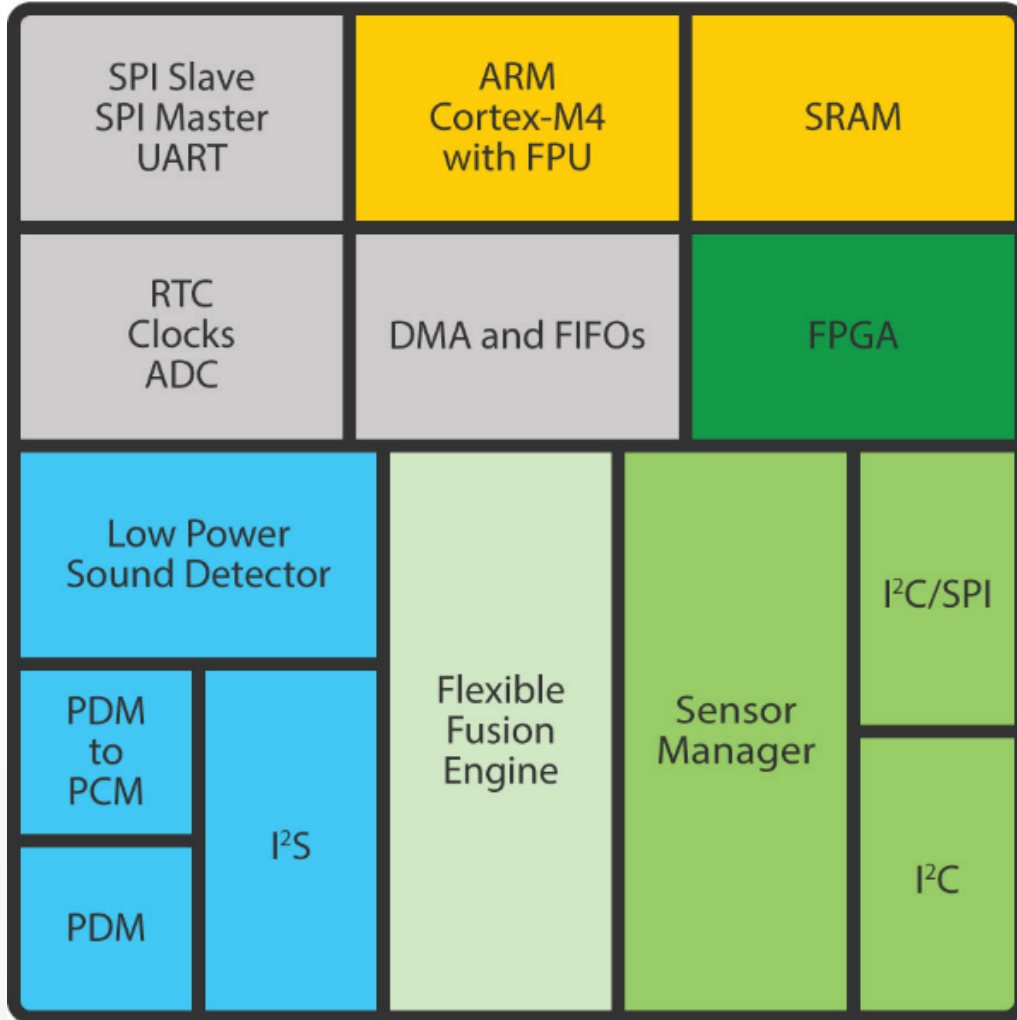 SPI Slave
SPI Master
UART
ARM
Cortex-M4
with FPU
SRAM
RTC
Clocks
ADC
DMA and FIFOs
FPGA
Low Power
Sound Detector
PDM
to
PCM
I²S
PDM
Flexible
Fusion
Engine
Sensor
Manager
I²C/SPI
I²C